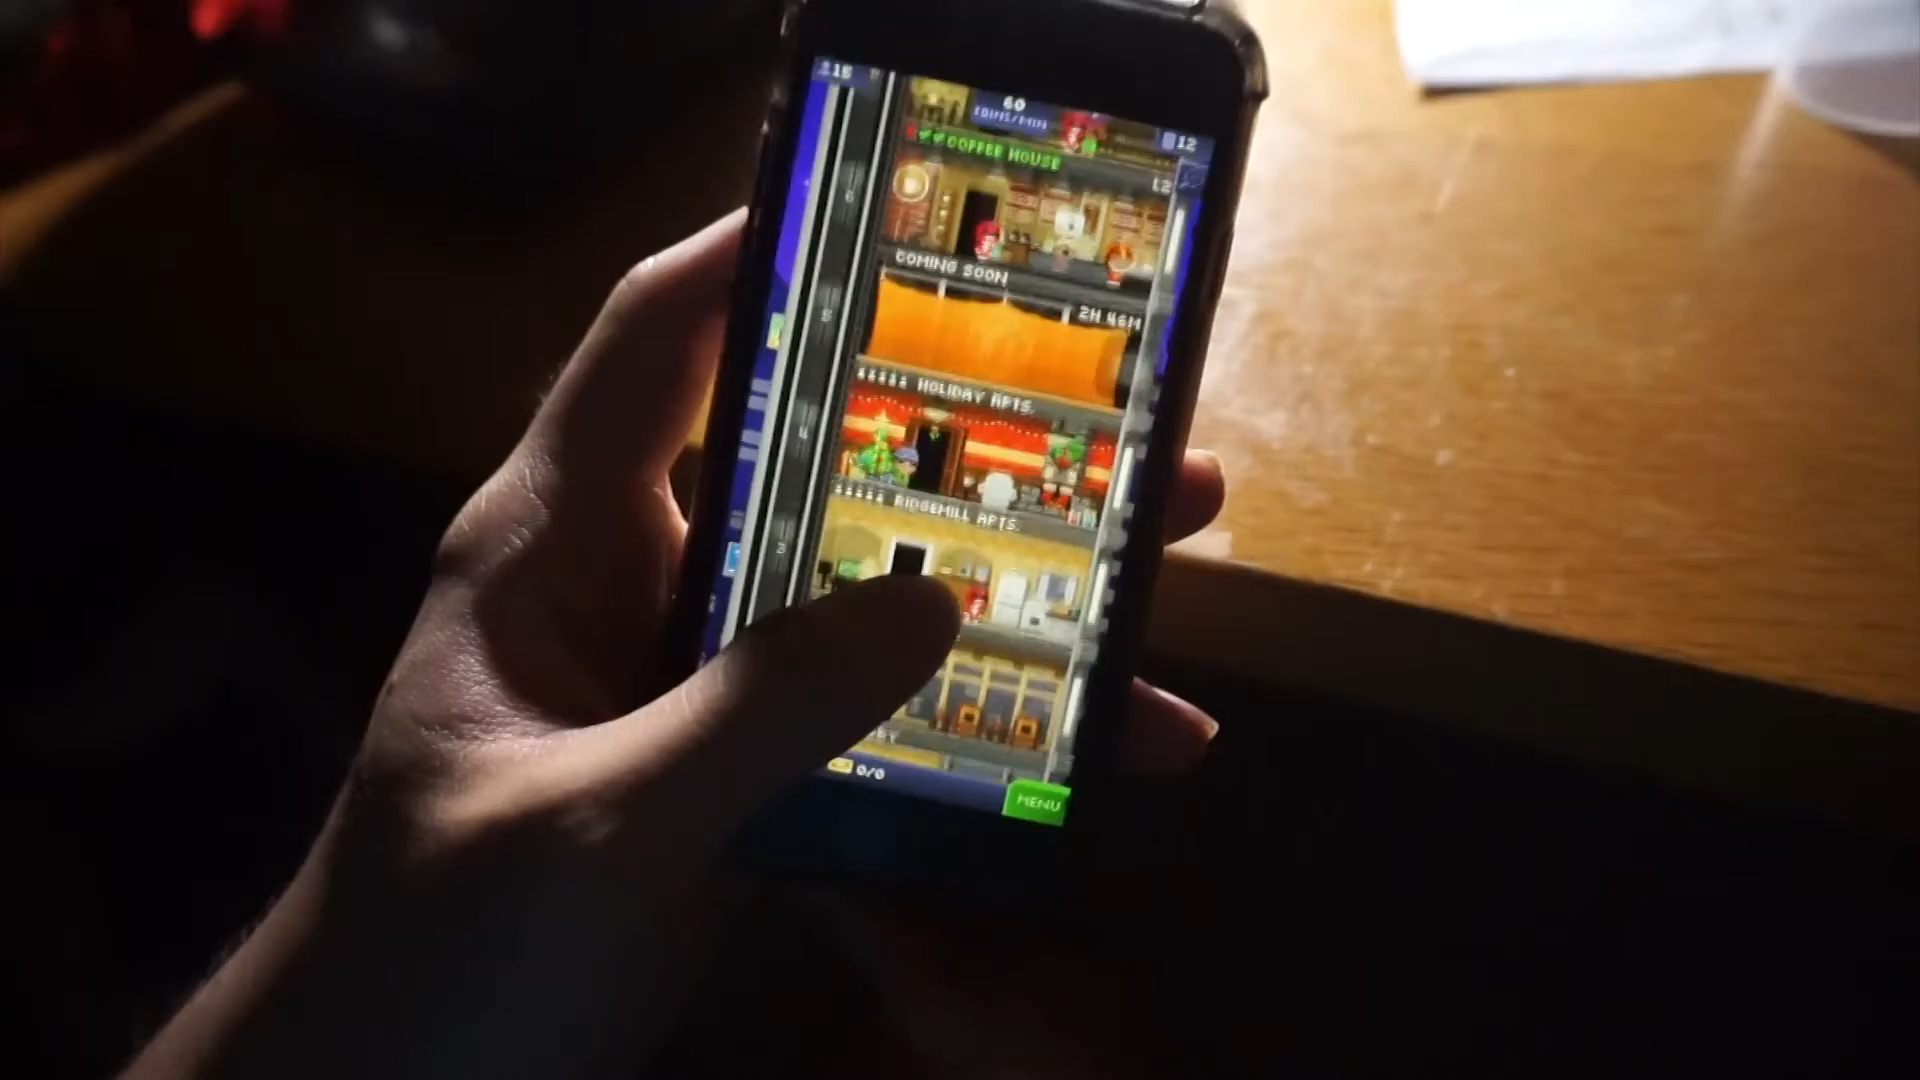 15
60
COINS/MIN
12
COFFEE HOUSE
COMING SOON
2H 46M
HOLIDAY APTS.
RIDGEMILL APTS.
0/0
MENU